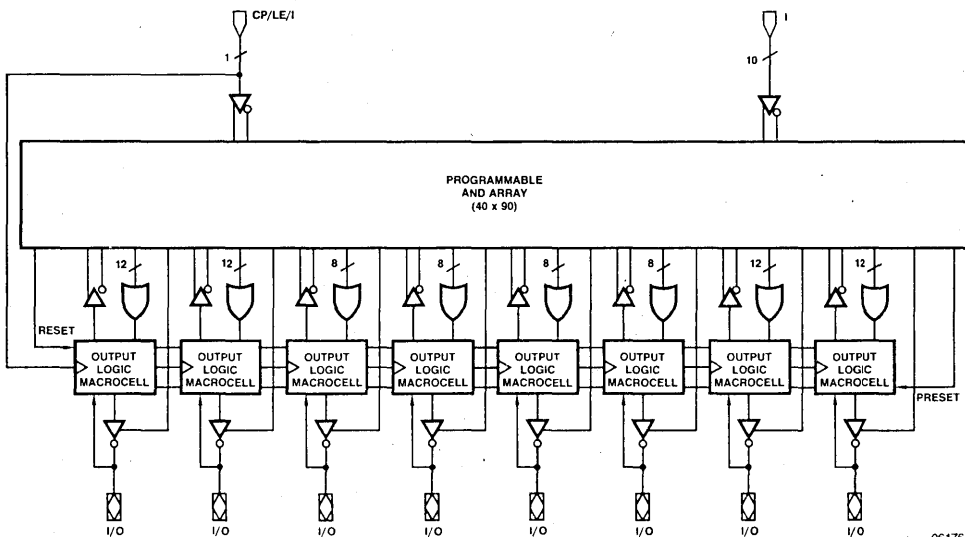 CP/LE/I
I
1
10
PROGRAMMABLE
AND ARRAY
(40 x 90)
12 12 8 8 8 8 12 12
RESET
OUTPUT LOGIC MACROCELL
OUTPUT LOGIC MACROCELL
OUTPUT LOGIC MACROCELL
OUTPUT LOGIC MACROCELL
OUTPUT LOGIC MACROCELL
OUTPUT LOGIC MACROCELL
OUTPUT LOGIC MACROCELL
OUTPUT LOGIC MACROCELL
PRESET
I/O I/O I/O I/O I/O I/O I/O I/O